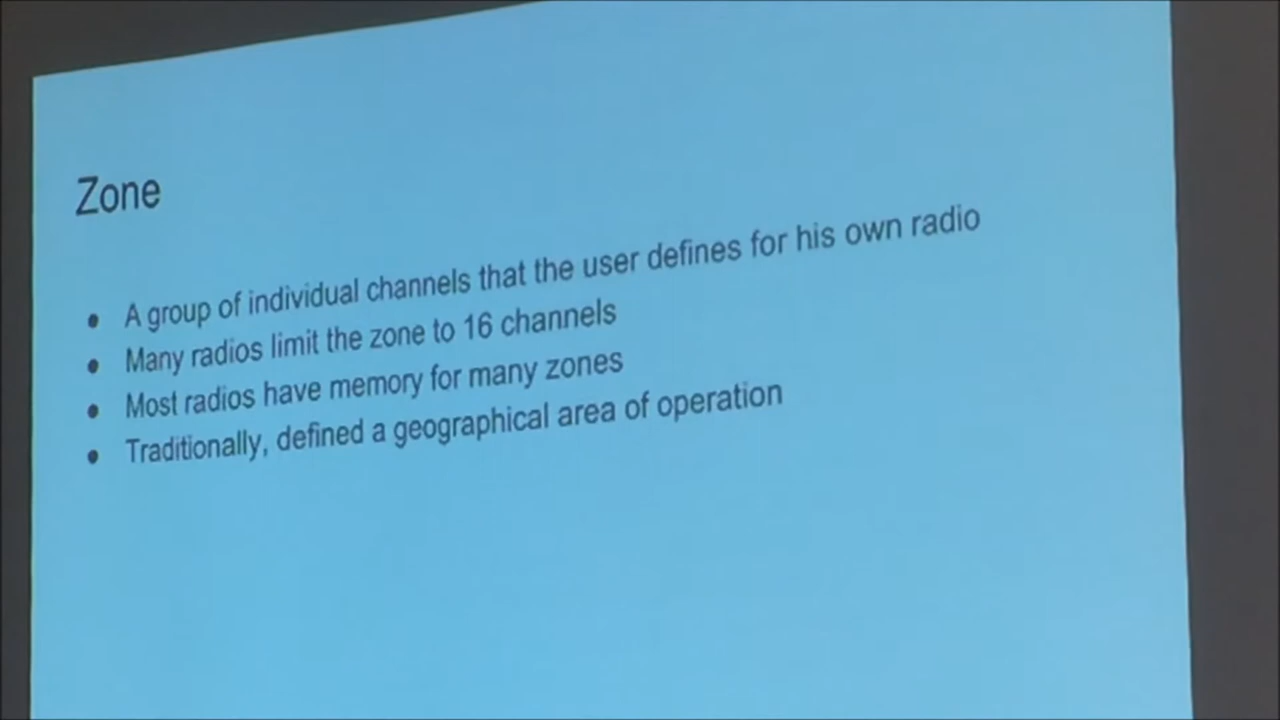 Zone
● A group of individual channels that the user defines for his own radio
● Many radios limit the zone to 16 channels
● Most radios have memory for many zones
● Traditionally, defined a geographical area of operation